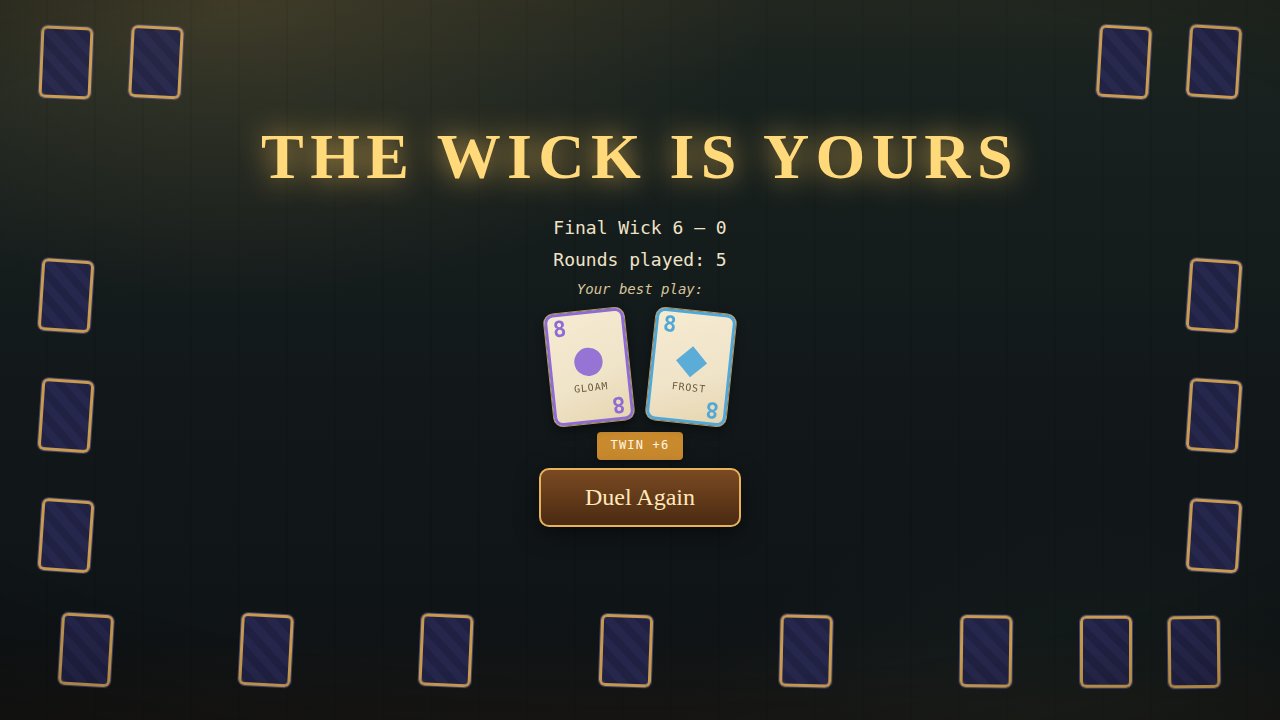 THE WICK IS YOURS
Final Wick 6 — 0
Rounds played: 5
Your best play:
8 GLOAM 8
8 FROST 8
TWIN +6
Duel Again